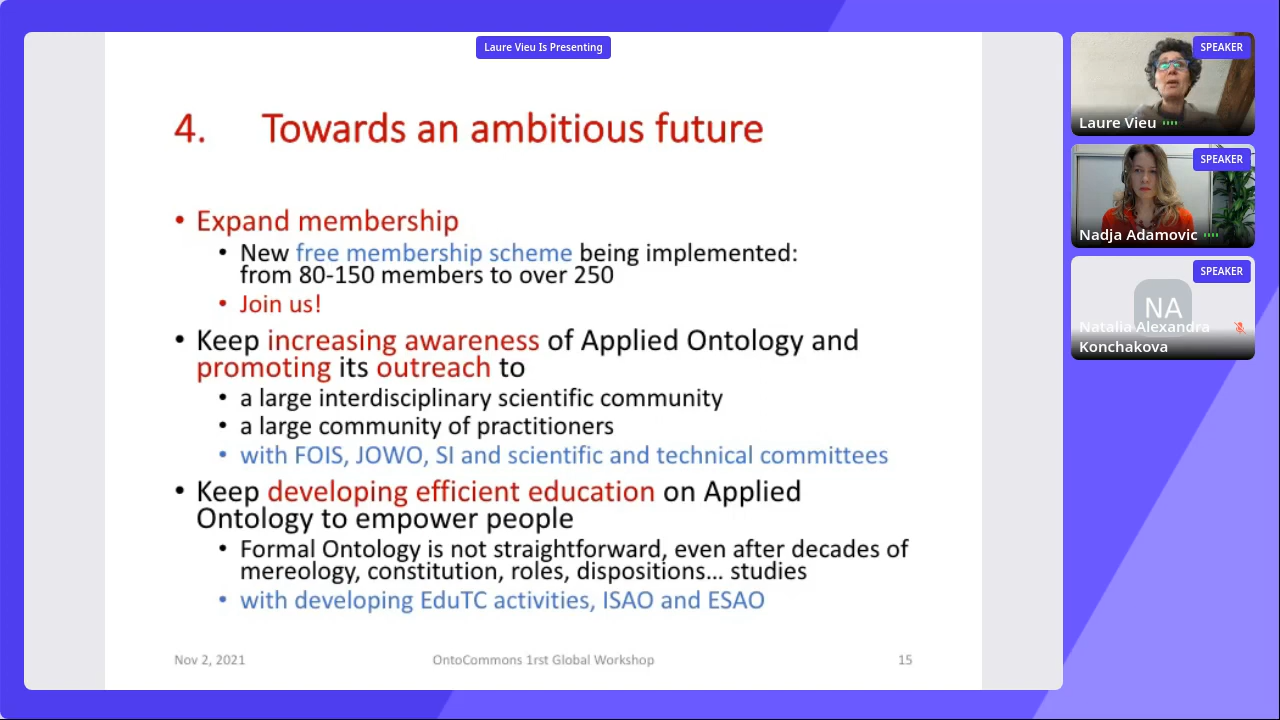 Laure Vieu Is Presenting
4. Towards an ambitious future
• Expand membership
• New free membership scheme being implemented:
from 80-150 members to over 250
• Join us!
• Keep increasing awareness of Applied Ontology and
promoting its outreach to
• a large interdisciplinary scientific community
• a large community of practitioners
• with FOIS, JOWO, SI and scientific and technical committees
• Keep developing efficient education on Applied
Ontology to empower people
• Formal Ontology is not straightforward, even after decades of
mereology, constitution, roles, dispositions... studies
• with developing EduTC activities, ISAO and ESAO
Nov 2, 2021
OntoCommons 1rst Global Workshop
15
SPEAKER
Laure Vieu
SPEAKER
Nadja Adamovic
SPEAKER
NA
Natalia Alexandra
Konchakova